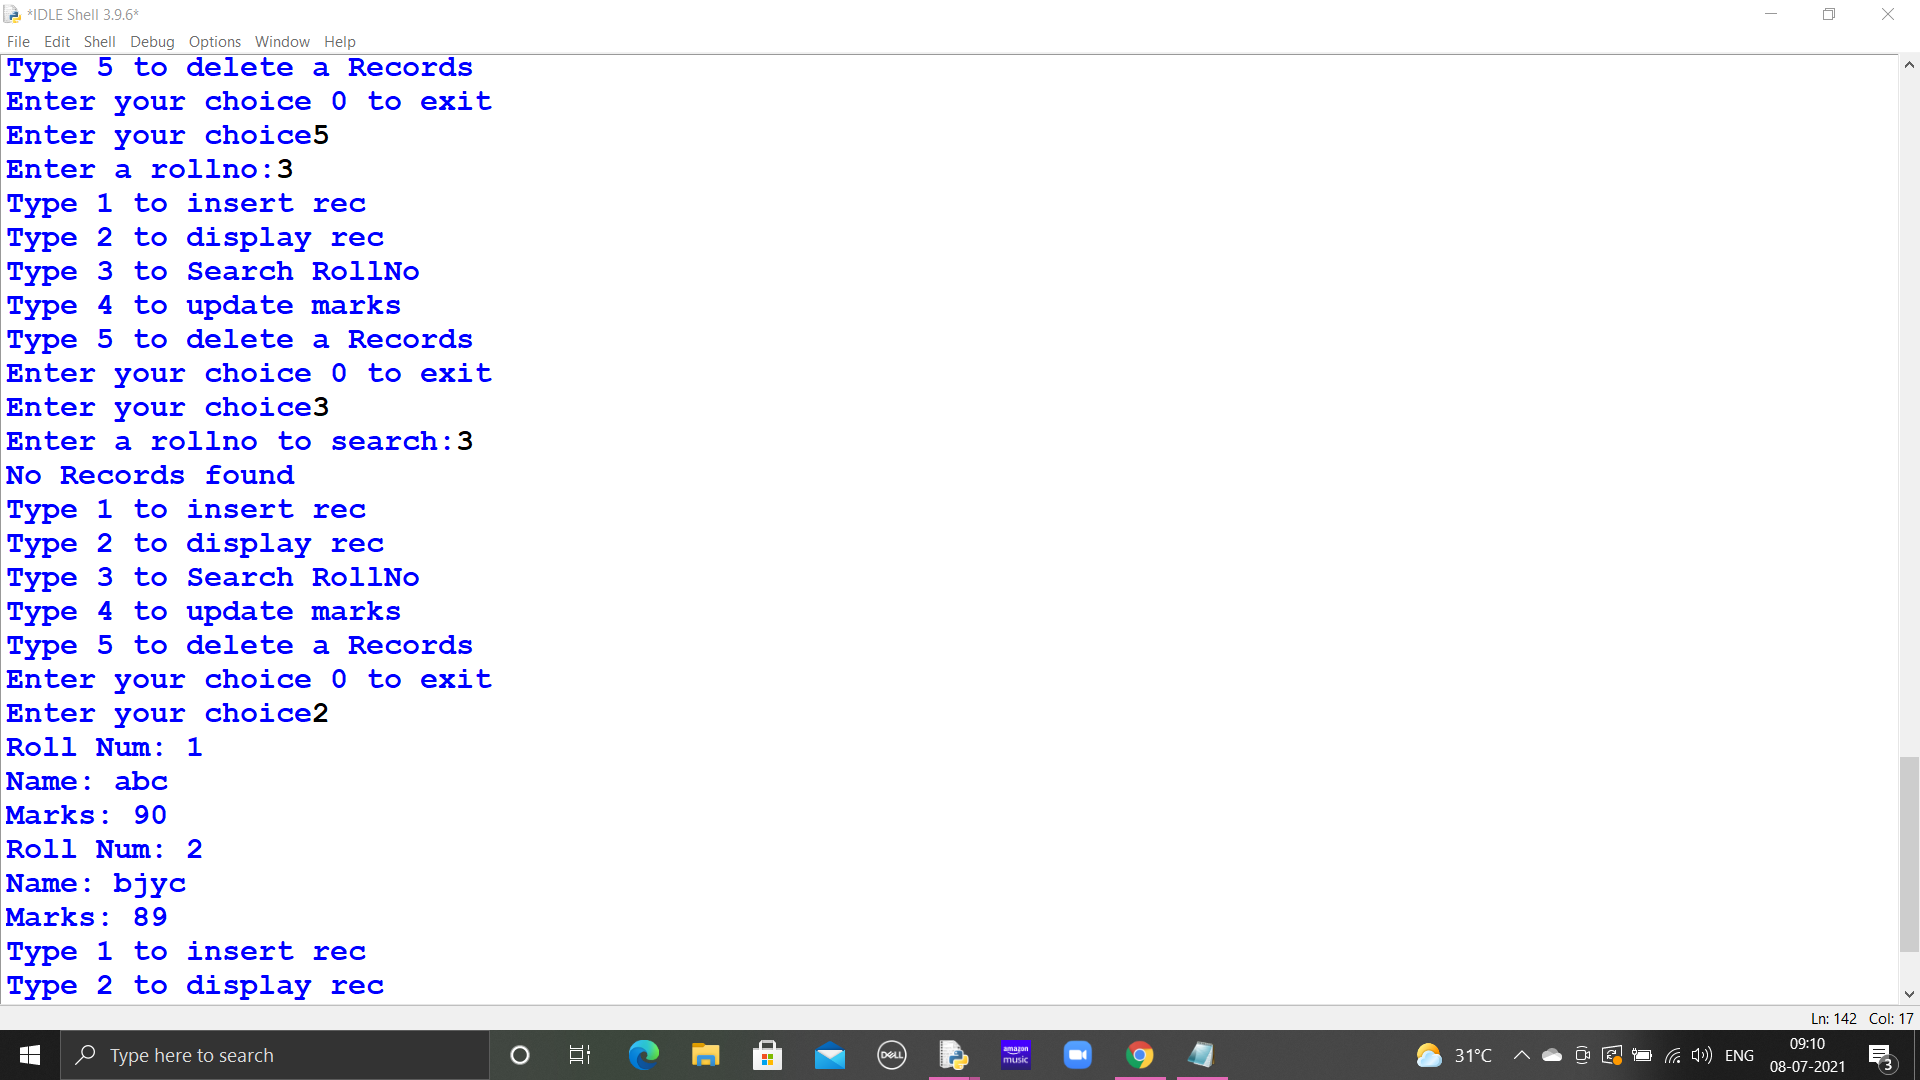 *IDLE Shell 3.9.6*
File Edit Shell Debug Options Window Help
Type 5 to delete a Records
Enter your choice 0 to exit
Enter your choice5
Enter a rollno:3
Type 1 to insert rec
Type 2 to display rec
Type 3 to Search RollNo
Type 4 to update marks
Type 5 to delete a Records
Enter your choice 0 to exit
Enter your choice3
Enter a rollno to search:3
No Records found
Type 1 to insert rec
Type 2 to display rec
Type 3 to Search RollNo
Type 4 to update marks
Type 5 to delete a Records
Enter your choice 0 to exit
Enter your choice2
Roll Num: 1
Name: abc
Marks: 90
Roll Num: 2
Name: bjyc
Marks: 89
Type 1 to insert rec
Type 2 to display rec
Ln: 142 Col: 17
Type here to search
DELL
amazon music
31°C
ENG
09:10
08-07-2021
3